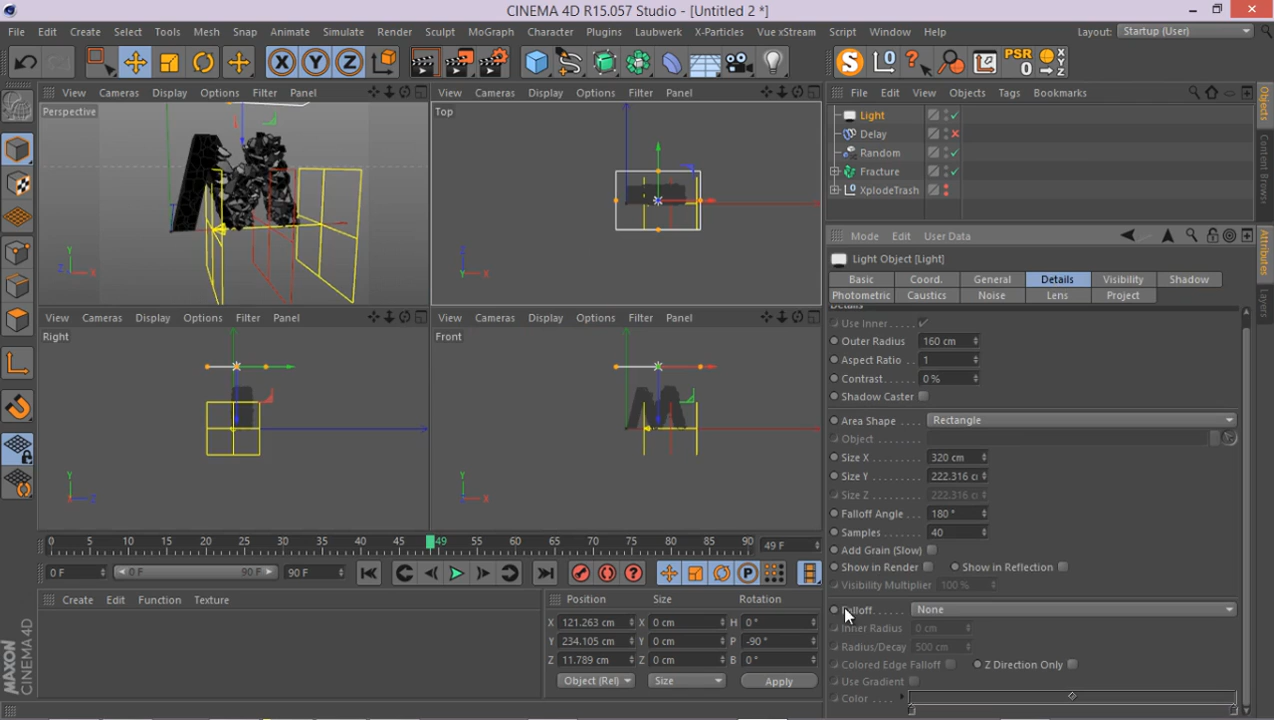 CINEMA 4D R15.057 Studio - [Untitled 2 *]
File Edit Create Select Tools Mesh Snap Animate Simulate Render Sculpt MoGraph Character Plugins Laubwerk X-Particles Vue xStream Script Window Help Layout: Startup (User)
X Y Z S ? PSR 0
View Cameras Display Options Filter Panel
Perspective
View Cameras Display Options Filter Panel
Top
File Edit View Objects Tags Bookmarks
Light
Delay
Random
Fracture
XplodeTrash
Objects
Content Browser
Mode Edit User Data
Light Object [Light]
Basic Coord. General Details Visibility Shadow
Photometric Caustics Noise Lens Project
Details
Use Inner
Outer Radius 160 cm
Aspect Ratio 1
Contrast 0 %
Shadow Caster
Area Shape Rectangle
Object
Size X 320 cm
Size Y 222.316 c
Size Z 222.316 c
Falloff Angle 180 °
Samples 40
Add Grain (Slow)
Show in Render Show in Reflection
Visibility Multiplier 100 %
Falloff None
Inner Radius 0 cm
Radius/Decay 500 cm
Colored Edge Falloff Z Direction Only
Use Gradient
Color
Attributes
Layers
View Cameras Display Options Filter Panel
Right
View Cameras Display Options Filter Panel
Front
0 5 10 15 20 25 30 35 40 49 50 55 60 65 70 75 80 85 90 49 F
0 F 0 F 90 F 90 F
Create Edit Function Texture
Position Size Rotation
X 121.263 cm X 0 cm H 0 °
Y 234.105 cm Y 0 cm P -90 °
Z 11.789 cm Z 0 cm B 0 °
Object (Rel) Size Apply
MAXON
CINEMA 4D